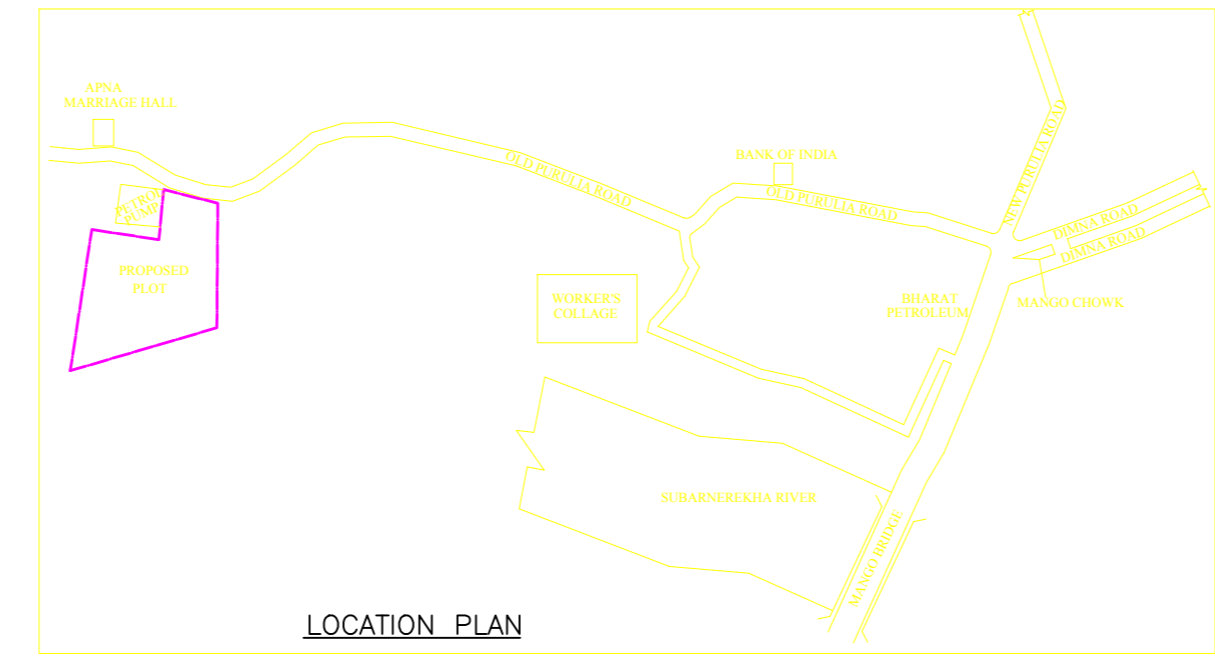 APNA
MARRIAGE HALL
PETROL
PUMP
PROPOSED
PLOT
OLD PURULIA ROAD
BANK OF INDIA
OLD PURULIA ROAD
NEW PURULIA ROAD
DIMNA ROAD
DIMNA ROAD
MANGO CHOWK
BHARAT
PETROLEUM
WORKER'S
COLLAGE
SUBARNEREKHA RIVER
MANGO BRIDGE
LOCATION PLAN